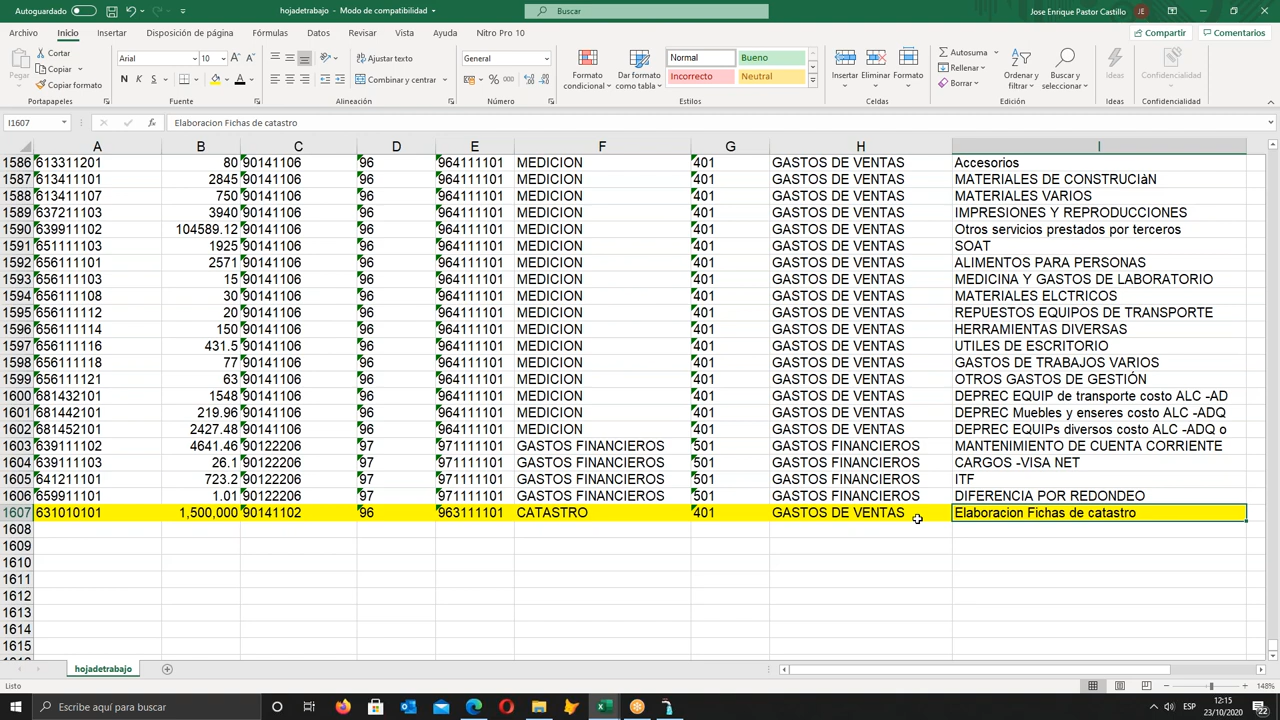 Autoguardado
hojadetrabajo - Modo de compatibilidad
Buscar
Jose Enrique Pastor Castillo
JE
Archivo Inicio Insertar Disposición de página Fórmulas Datos Revisar Vista Ayuda Nitro Pro 10
Compartir
Comentarios
Pegar
Cortar
Copiar
Copiar formato
Portapapeles
Arial
10
N K S
Fuente
Ajustar texto
Combinar y centrar
Alineación
General
% 000
Número
Formato
condicional
Dar formato
como tabla
Normal Bueno
Incorrecto Neutral
Estilos
Insertar Eliminar Formato
Celdas
Autosuma
Rellenar
Borrar
Ordenar y
filtrar
Buscar y
seleccionar
Edición
Ideas
Ideas
Confidencialidad
Confidencialidad
I1607
fx
Elaboracion Fichas de catastro
A B C D E F G H I
1586 613311201 80 90141106 96 964111101 MEDICION 401 GASTOS DE VENTAS Accesorios
1587 613411101 2845 90141106 96 964111101 MEDICION 401 GASTOS DE VENTAS MATERIALES DE CONSTRUCIàN
1588 613411107 750 90141106 96 964111101 MEDICION 401 GASTOS DE VENTAS MATERIALES VARIOS
1589 637211103 3940 90141106 96 964111101 MEDICION 401 GASTOS DE VENTAS IMPRESIONES Y REPRODUCCIONES
1590 639911102 104589.12 90141106 96 964111101 MEDICION 401 GASTOS DE VENTAS Otros servicios prestados por terceros
1591 651111103 1925 90141106 96 964111101 MEDICION 401 GASTOS DE VENTAS SOAT
1592 656111101 2571 90141106 96 964111101 MEDICION 401 GASTOS DE VENTAS ALIMENTOS PARA PERSONAS
1593 656111103 15 90141106 96 964111101 MEDICION 401 GASTOS DE VENTAS MEDICINA Y GASTOS DE LABORATORIO
1594 656111108 30 90141106 96 964111101 MEDICION 401 GASTOS DE VENTAS MATERIALES ELCTRICOS
1595 656111112 20 90141106 96 964111101 MEDICION 401 GASTOS DE VENTAS REPUESTOS EQUIPOS DE TRANSPORTE
1596 656111114 150 90141106 96 964111101 MEDICION 401 GASTOS DE VENTAS HERRAMIENTAS DIVERSAS
1597 656111116 431.5 90141106 96 964111101 MEDICION 401 GASTOS DE VENTAS UTILES DE ESCRITORIO
1598 656111118 77 90141106 96 964111101 MEDICION 401 GASTOS DE VENTAS GASTOS DE TRABAJOS VARIOS
1599 656111121 63 90141106 96 964111101 MEDICION 401 GASTOS DE VENTAS OTROS GASTOS DE GESTIÓN
1600 681432101 1548 90141106 96 964111101 MEDICION 401 GASTOS DE VENTAS DEPREC EQUIP de transporte costo ALC -AD
1601 681442101 219.96 90141106 96 964111101 MEDICION 401 GASTOS DE VENTAS DEPREC Muebles y enseres costo ALC -ADQ
1602 681452101 2427.48 90141106 96 964111101 MEDICION 401 GASTOS DE VENTAS DEPREC EQUIPs diversos costo ALC -ADQ o
1603 639111102 4641.46 90122206 97 971111101 GASTOS FINANCIEROS 501 GASTOS FINANCIEROS MANTENIMIENTO DE CUENTA CORRIENTE
1604 639111103 26.1 90122206 97 971111101 GASTOS FINANCIEROS 501 GASTOS FINANCIEROS CARGOS -VISA NET
1605 641211101 723.2 90122206 97 971111101 GASTOS FINANCIEROS 501 GASTOS FINANCIEROS ITF
1606 659911101 1.01 90122206 97 971111101 GASTOS FINANCIEROS 501 GASTOS FINANCIEROS DIFERENCIA POR REDONDEO
1607 631010101 1,500,000 90141102 96 963111101 CATASTRO 401 GASTOS DE VENTAS Elaboracion Fichas de catastro
1608
1609
1610
1611
1612
1613
1614
1615
hojadetrabajo
Listo
148%
Escribe aquí para buscar
ESP
12:15
23/10/2020
22